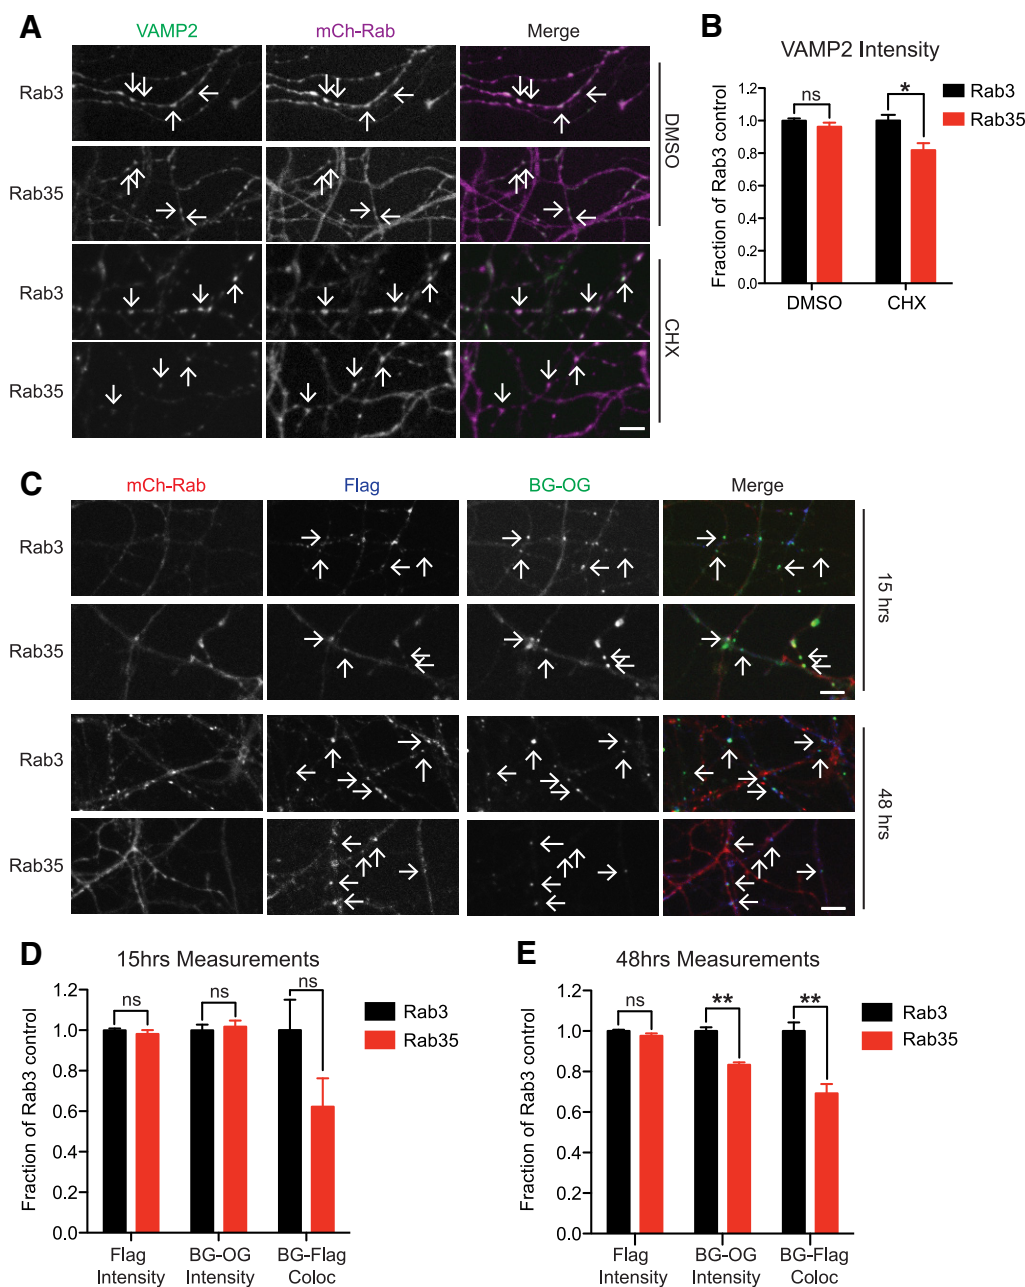 A
VAMP2 mCh-Rab Merge
Rab3
Rab35
DMSO
Rab3
Rab35
CHX
B
VAMP2 Intensity
Fraction of Rab3 control
1.2
1.0
0.8
0.6
0.4
0.2
0.0
ns
*
Rab3
Rab35
DMSO CHX
C
mCh-Rab Flag BG-OG Merge
Rab3
Rab35
15 hrs
Rab3
Rab35
48 hrs
D
15hrs Measurements
Fraction of Rab3 control
1.2
1.0
0.8
0.6
0.4
0.2
0.0
ns ns ns
Rab3
Rab35
Flag BG-OG BG-Flag
Intensity Intensity Coloc
E
48hrs Measurements
Fraction of Rab3 control
1.2
1.0
0.8
0.6
0.4
0.2
0.0
ns ** **
Rab3
Rab35
Flag BG-OG BG-Flag
Intensity Intensity Coloc